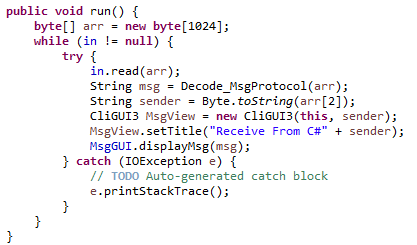 public void run() {
byte[] arr = new byte[1024];
while (in != null) {
try {
in.read(arr);
String msg = Decode_MsgProtocol(arr);
String sender = Byte.toString(arr[2]);
CliGUI3 MsgView = new CliGUI3(this, sender);
MsgView.setTitle("Receive From C#" + sender);
MsgGUI.displayMsg(msg);
} catch (IOException e) {
// TODO Auto-generated catch block
e.printStackTrace();
}
}
}